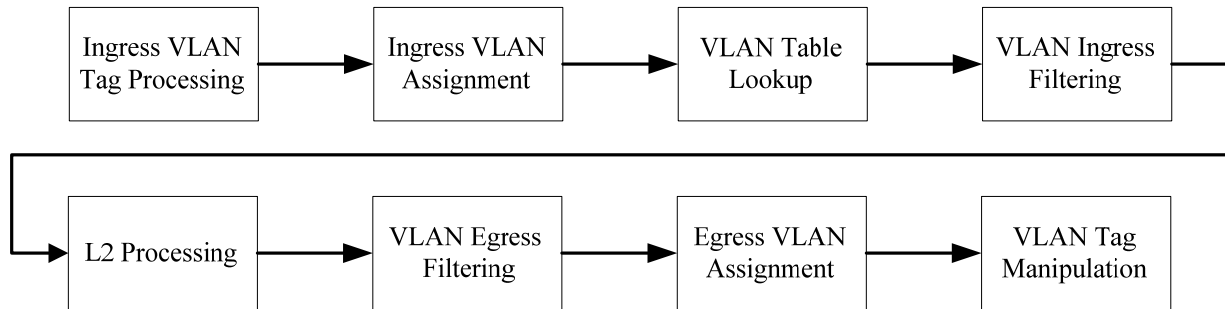 Ingress VLAN
Tag Processing
Ingress VLAN
Assignment
VLAN Table
Lookup
VLAN Ingress
Filtering
L2 Processing
VLAN Egress
Filtering
Egress VLAN
Assignment
VLAN Tag
Manipulation